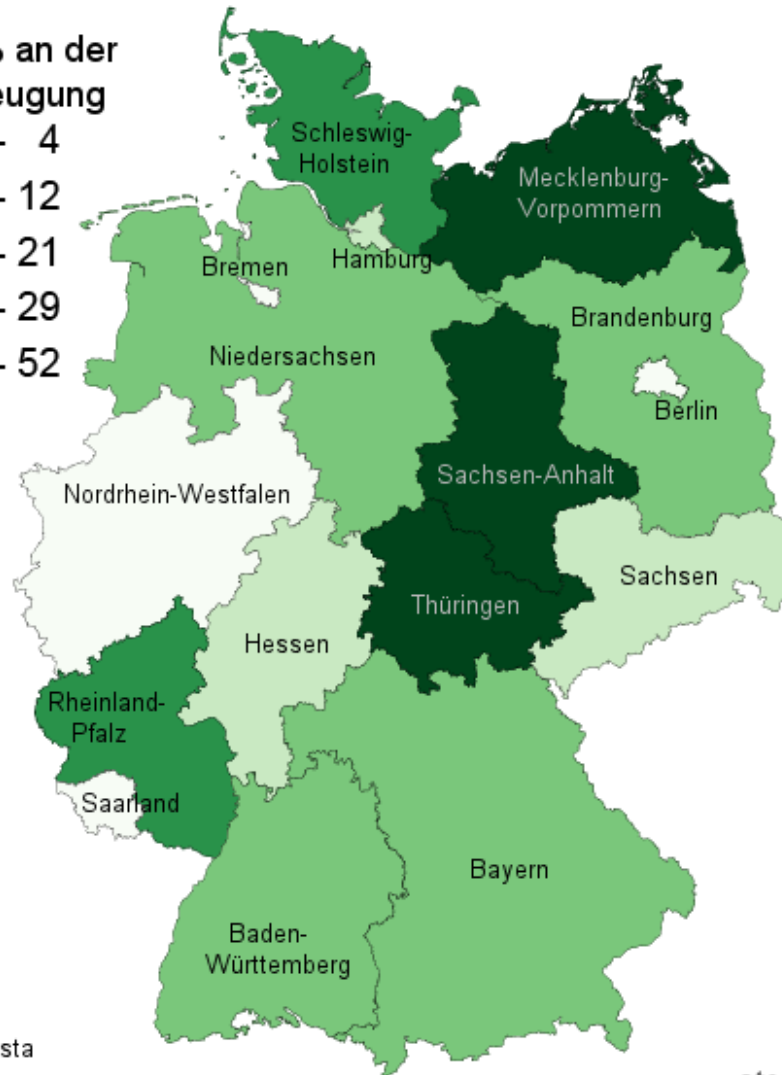 % an der
eugung
- 4
- 12
- 21
- 29
- 52
Schleswig-
Holstein
Mecklenburg-
Vorpommern
Hamburg
Bremen
Brandenburg
Niedersachsen
Berlin
Sachsen-Anhalt
Nordrhein-Westfalen
Sachsen
Thüringen
Hessen
Rheinland-
Pfalz
Saarland
Bayern
Baden-
Württemberg
sta